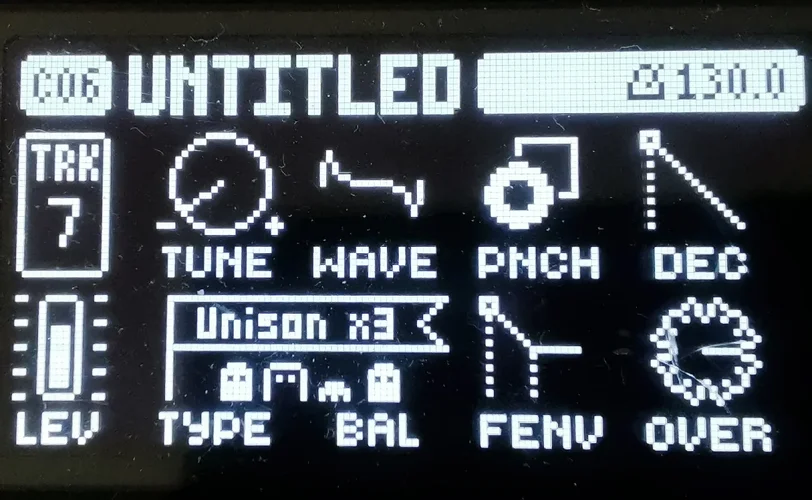 C06 UNTITLED 130.0
TRK
7
TUNE WAVE PNCH DEC
Unison x3
LEV TYPE BAL FENV OVER